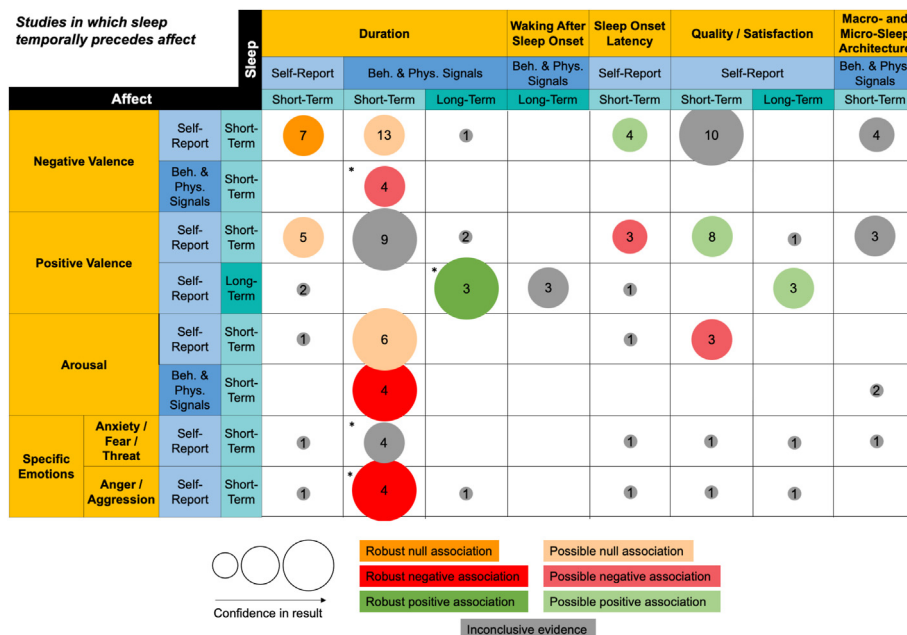 Studies in which sleep
temporally precedes affect
Sleep
Duration
Waking After
Sleep Onset
Sleep Onset
Latency
Quality / Satisfaction
Macro- and
Micro-Sleep
Architecture
Self-Report
Beh. & Phys. Signals
Beh. & Phys.
Signals
Self-Report
Self-Report
Beh. & Phys.
Signals
Affect
Short-Term
Short-Term
Long-Term
Long-Term
Short-Term
Short-Term
Long-Term
Short-Term
Negative Valence
Self-
Report
Short-
Term
7
13
1
4
10
4
Beh. &
Phys.
Signals
Short-
Term
*
4
Positive Valence
Self-
Report
Short-
Term
5
9
2
3
8
1
3
Self-
Report
Long-
Term
2
*
3
3
1
3
Arousal
Self-
Report
Short-
Term
1
6
1
3
Beh. &
Phys.
Signals
Short-
Term
4
2
Specific
Emotions
Anxiety /
Fear /
Threat
Self-
Report
Short-
Term
1
*
4
1
1
1
1
Anger /
Aggression
Self-
Report
Short-
Term
1
*
4
1
1
1
1
Confidence in result
Robust null association
Possible null association
Robust negative association
Possible negative association
Robust positive association
Possible positive association
Inconclusive evidence